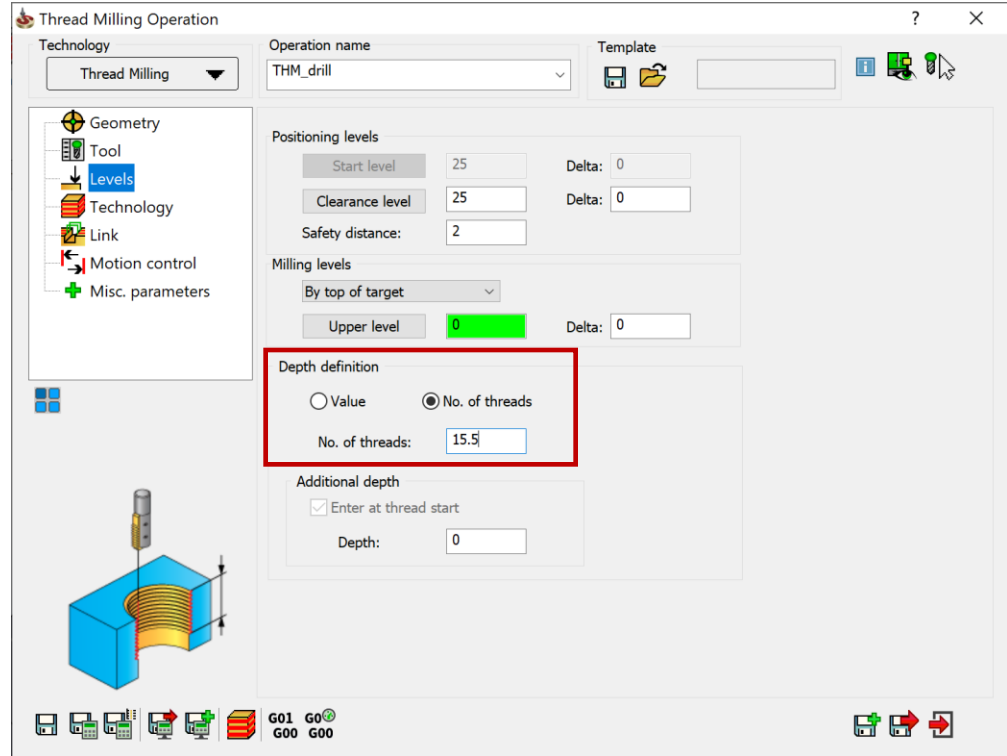 Thread Milling Operation
?
Technology
Thread Milling
Operation name
THM_drill
Template
Geometry
Tool
Levels
Technology
Link
Motion control
Misc. parameters
Positioning levels
Start level 25 Delta: 0
Clearance level 25 Delta: 0
Safety distance: 2
Milling levels
By top of target
Upper level 0 Delta: 0
Depth definition
Value No. of threads
No. of threads: 15.5
Additional depth
Enter at thread start
Depth: 0
G01 G0
G00 G00